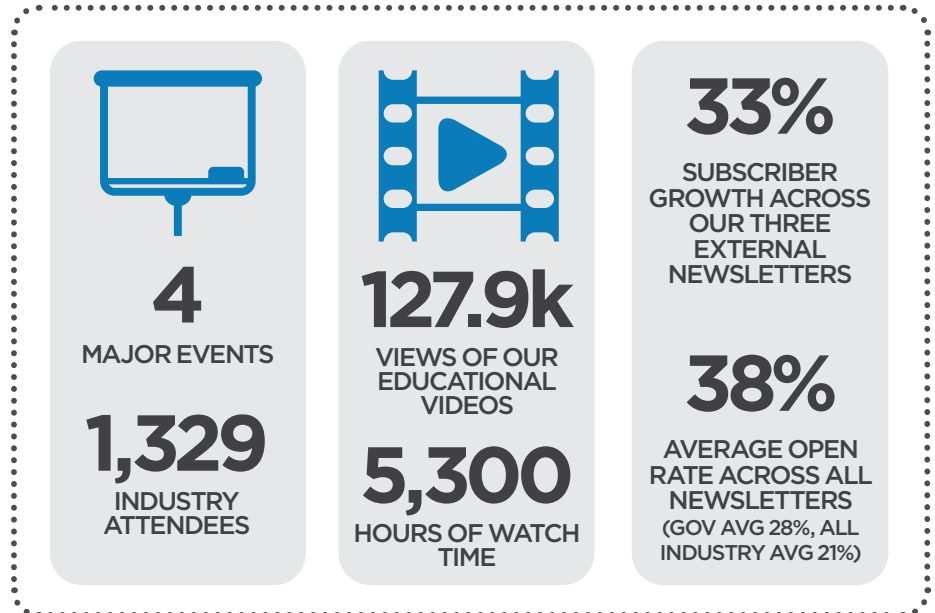 4
MAJOR EVENTS
1,329
INDUSTRY
ATTENDEES
127.9k
VIEWS OF OUR
EDUCATIONAL
VIDEOS
5,300
HOURS OF WATCH
TIME
33%
SUBSCRIBER
GROWTH ACROSS
OUR THREE
EXTERNAL
NEWSLETTERS
38%
AVERAGE OPEN
RATE ACROSS ALL
NEWSLETTERS
(GOV AVG 28%, ALL
INDUSTRY AVG 21%)